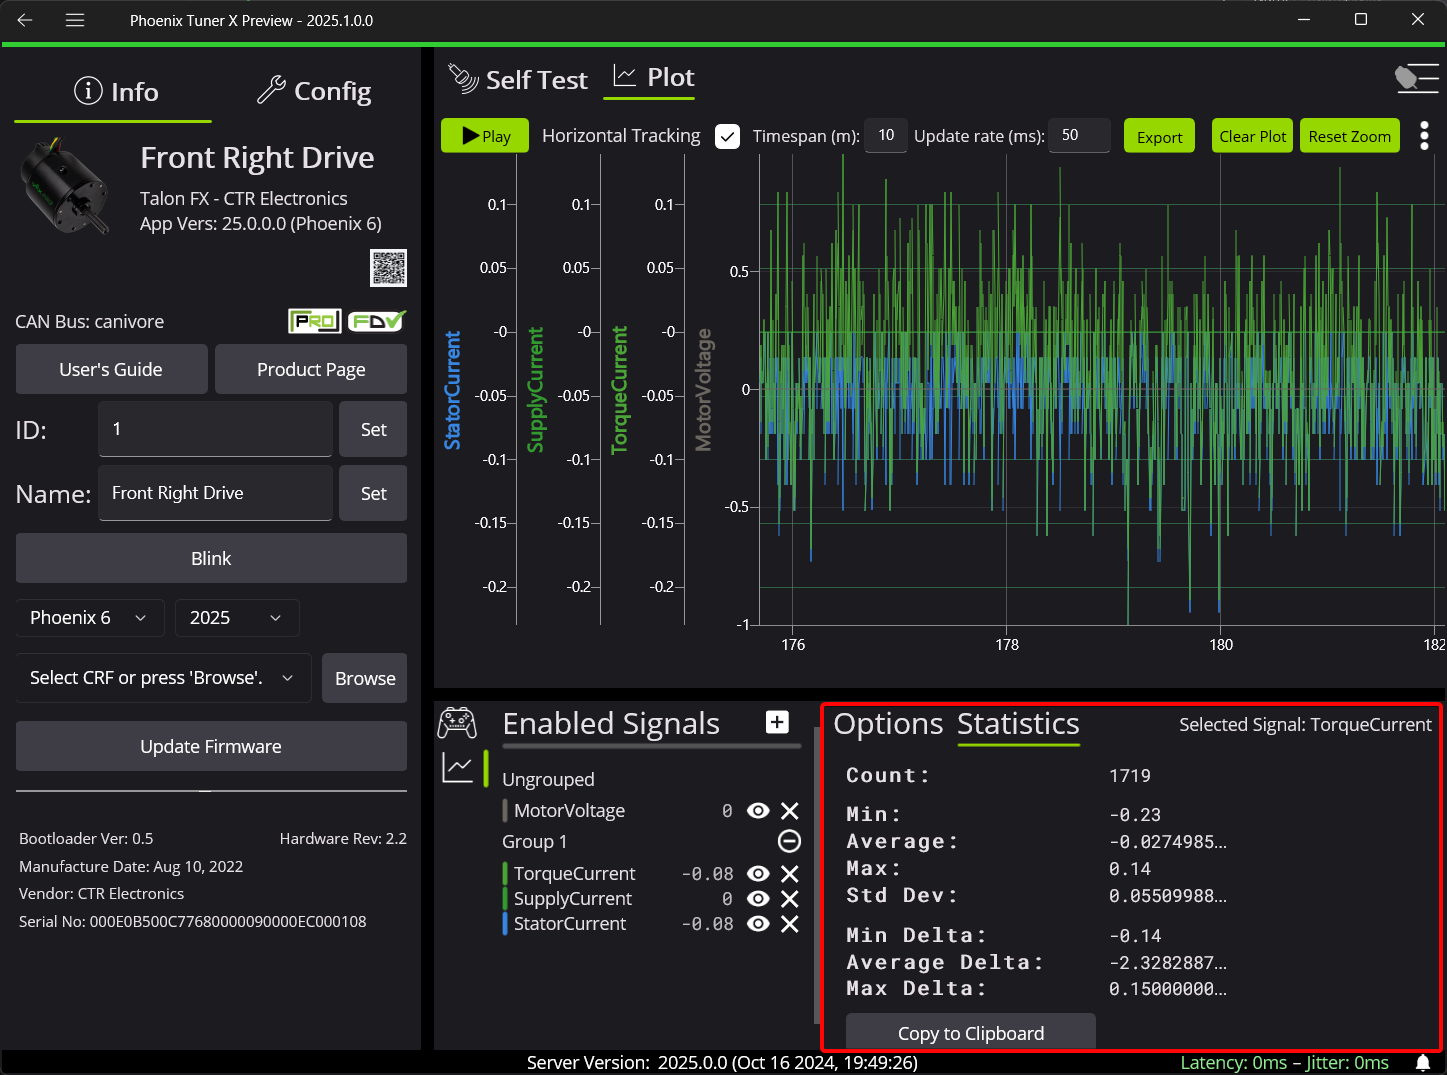 Phoenix Tuner X Preview - 2025.1.0.0
Info
Config
Front Right Drive
Talon FX - CTR Electronics
App Vers: 25.0.0.0 (Phoenix 6)
CAN Bus: canivore
PRO
FDV
User's Guide
Product Page
ID:
1
Set
Name:
Front Right Drive
Set
Blink
Phoenix 6
2025
Select CRF or press 'Browse'.
Browse
Update Firmware
Bootloader Ver: 0.5
Hardware Rev: 2.2
Manufacture Date: Aug 10, 2022
Vendor: CTR Electronics
Serial No: 000E0B500C77680000090000EC000108
Self Test
Plot
Play
Horizontal Tracking
Timespan (m):
10
Update rate (ms):
50
Export
Clear Plot
Reset Zoom
StatorCurrent
0.1
0.05
-0
-0.05
-0.1
-0.15
-0.2
SupplyCurrent
0.1
0.05
-0
-0.05
-0.1
-0.15
-0.2
TorqueCurrent
0.1
0.05
-0
-0.05
-0.1
-0.15
-0.2
MotorVoltage
0.5
0
-0.5
-1
176
178
180
182
Enabled Signals
Ungrouped
MotorVoltage 0
Group 1
TorqueCurrent -0.08
SupplyCurrent 0
StatorCurrent -0.08
Options
Statistics
Selected Signal: TorqueCurrent
Count: 1719
Min: -0.23
Average: -0.0274985...
Max: 0.14
Std Dev: 0.05509988...
Min Delta: -0.14
Average Delta: -2.3282887...
Max Delta: 0.15000000...
Copy to Clipboard
Server Version: 2025.0.0 (Oct 16 2024, 19:49:26)
Latency: 0ms – Jitter: 0ms